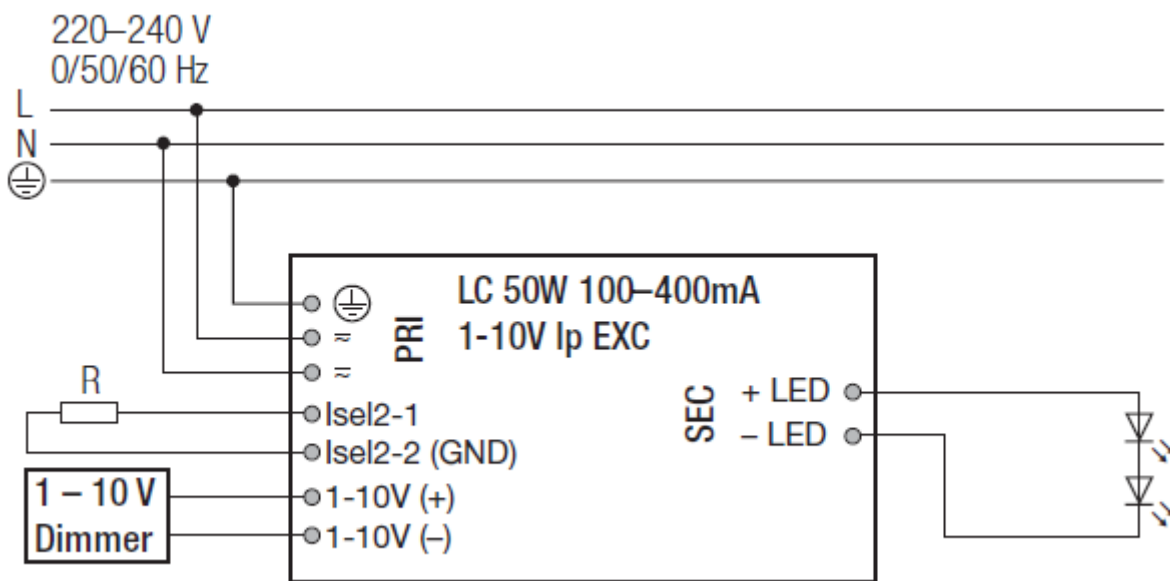 220–240 V
0/50/60 Hz
L
N
LC 50W 100–400mA
1-10V lp EXC
PRI
≂
≂
R
Isel2-1
Isel2-2 (GND)
1 – 10 V
Dimmer
1-10V (+)
1-10V (–)
SEC
+ LED
– LED